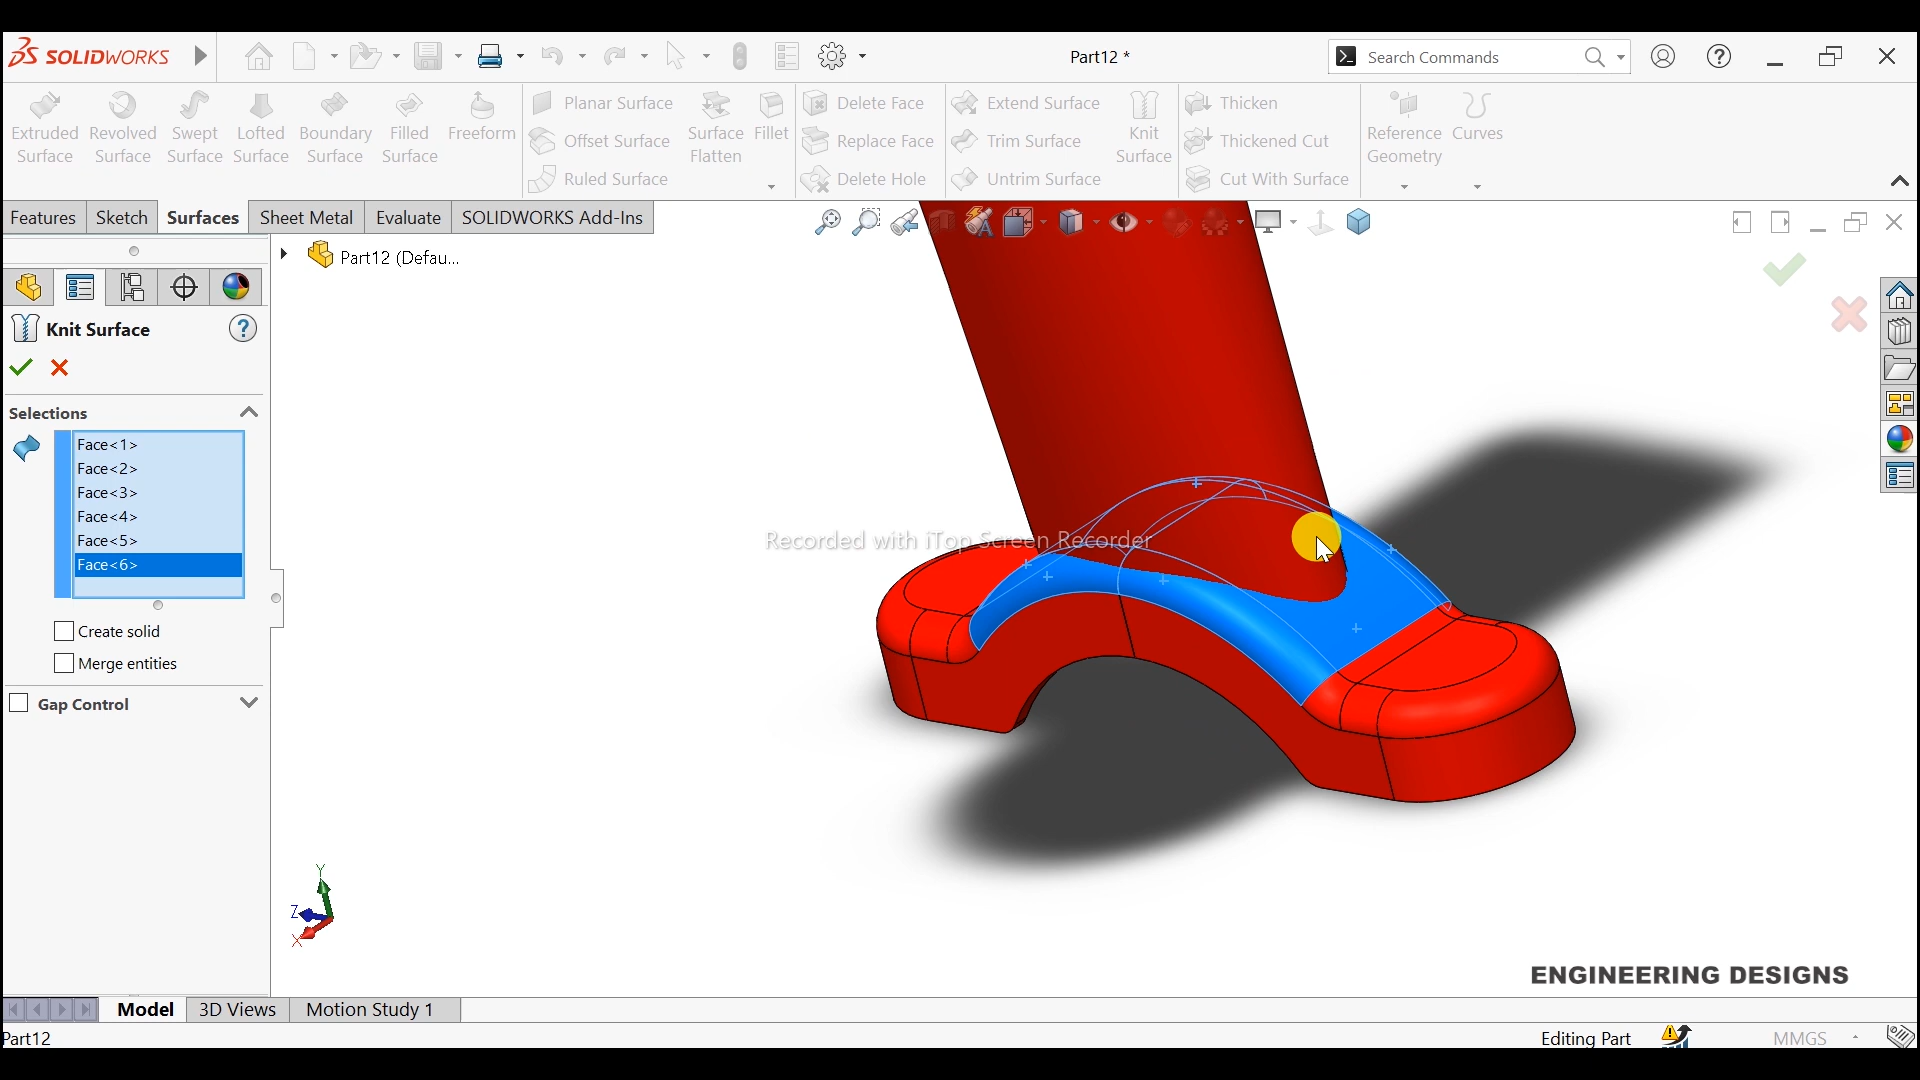 SOLIDWORKS
Part12 *
Search Commands
Extruded Surface
Revolved Surface
Swept Surface
Lofted Surface
Boundary Surface
Filled Surface
Freeform
Planar Surface
Offset Surface
Ruled Surface
Surface Flatten
Fillet
Delete Face
Replace Face
Delete Hole
Extend Surface
Trim Surface
Untrim Surface
Knit Surface
Thicken
Thickened Cut
Cut With Surface
Reference Geometry
Curves
Features
Sketch
Surfaces
Sheet Metal
Evaluate
SOLIDWORKS Add-Ins
Part12 (Defau...
Knit Surface
Selections
Face<1>
Face<2>
Face<3>
Face<4>
Face<5>
Face<6>
Create solid
Merge entities
Gap Control
Recorded with iTop Screen Recorder
Y
Z
X
ENGINEERING DESIGNS
Model
3D Views
Motion Study 1
Part12
Editing Part
MMGS